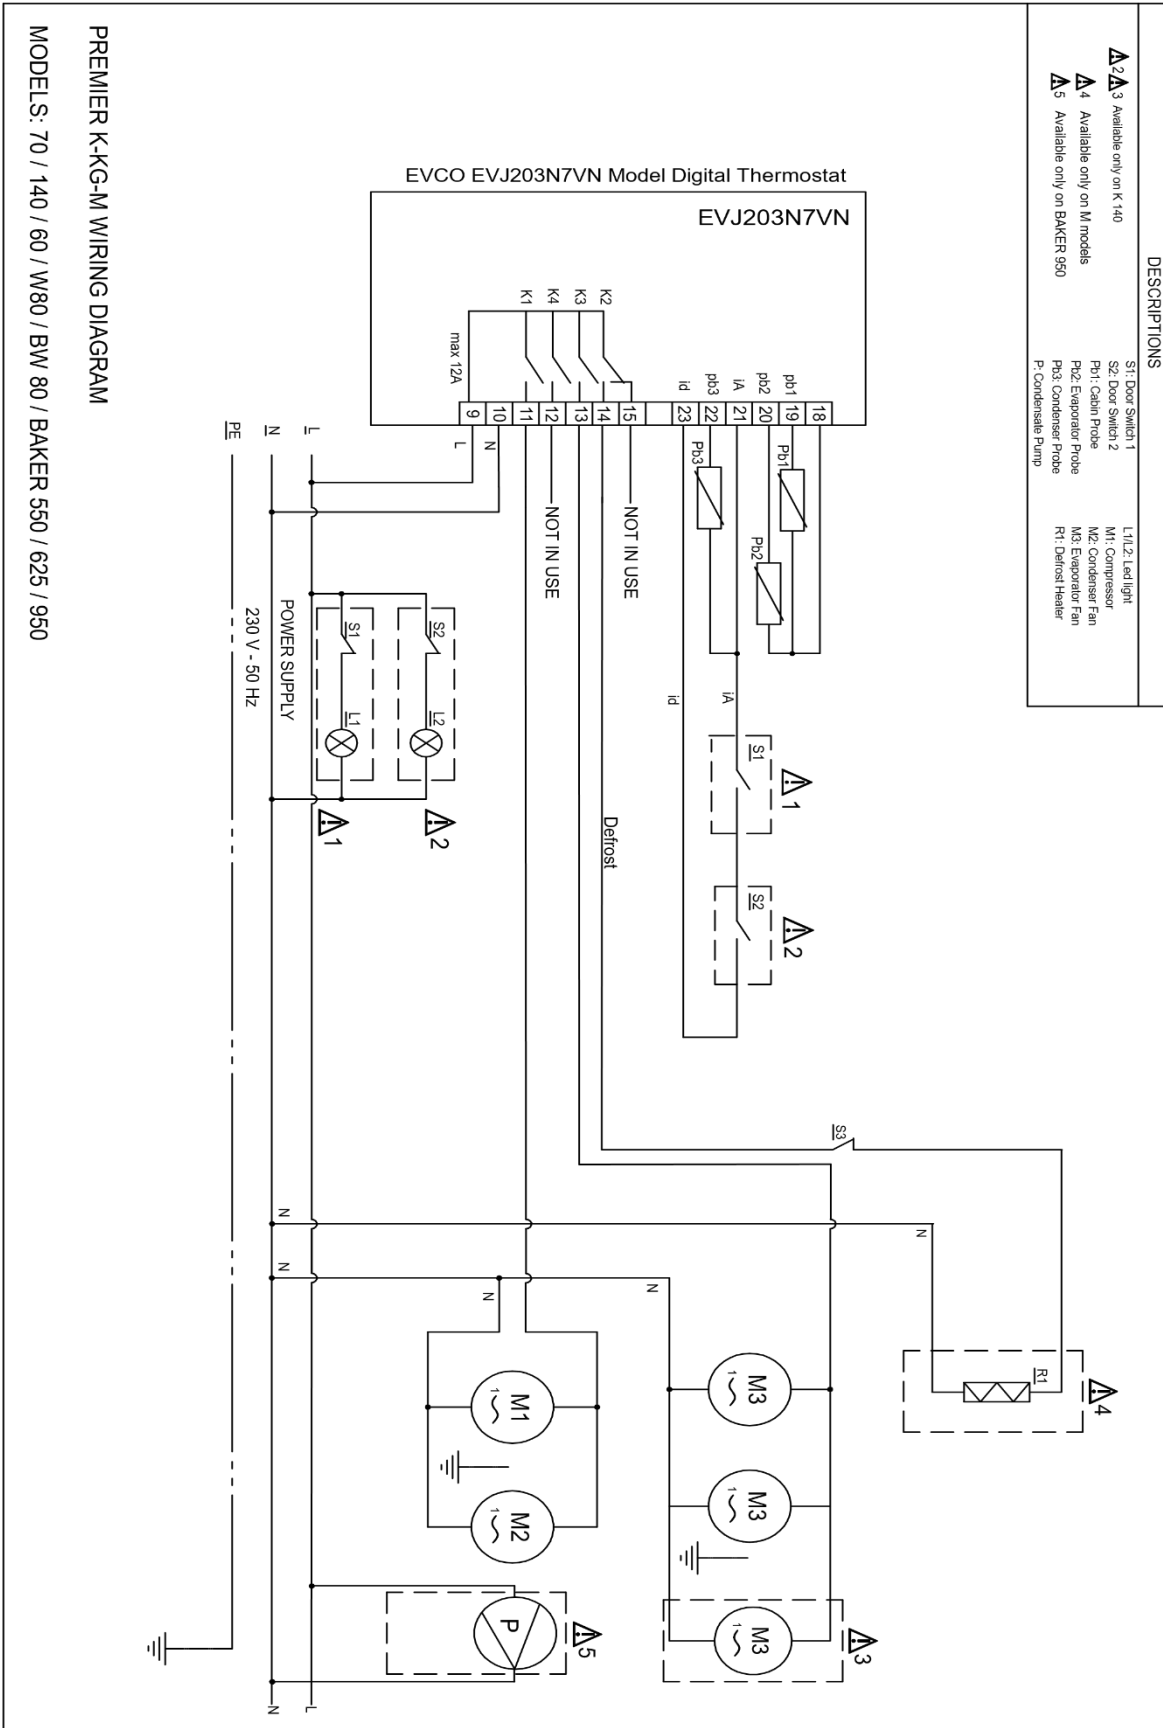 DESCRIPTIONS
S1: Door Switch 1
S2: Door Switch 2
Pb1: Cabin Probe
Pb2: Evaporator Probe
Pb3: Condenser Probe
P: Condensate Pump
L1/L2: Led light
M1: Compressor
M2: Condenser Fan
M3: Evaporator Fan
R1: Defrost Heater
2 3 Available only on K 140
4 Available only on M models
5 Available only on BAKER 950
EVCO EVJ203N7VN Model Digital Thermostat
EVJ203N7VN
K1 K4 K3 K2
max 12A
id pb3 iA pb2 pb1
9 10 11 12 13 14 15 23 22 21 20 19 18
L
N
NOT IN USE
NOT IN USE
Pb3
Pb1
Pb2
id
iA
S1
1
S2
2
Defrost
S3
PE
N
L
POWER SUPPLY
230 V - 50 Hz
S1
L1
1
S2
L2
2
N
N
N
N
N
R1
4
M1
1
M2
1
M3
1
M3
1
M3
1
3
P
5
N
L
PREMIER K-KG-M WIRING DIAGRAM
MODELS: 70 / 140 / 60 / W80 / BW 80 / BAKER 550 / 625 / 950